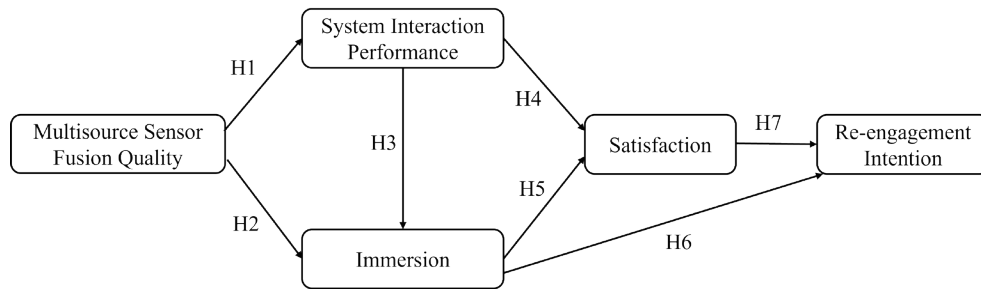 System Interaction
Performance
H1
H4
Multisource Sensor
Fusion Quality
H3
Satisfaction
H7
Re-engagement
Intention
H2
H5
H6
Immersion